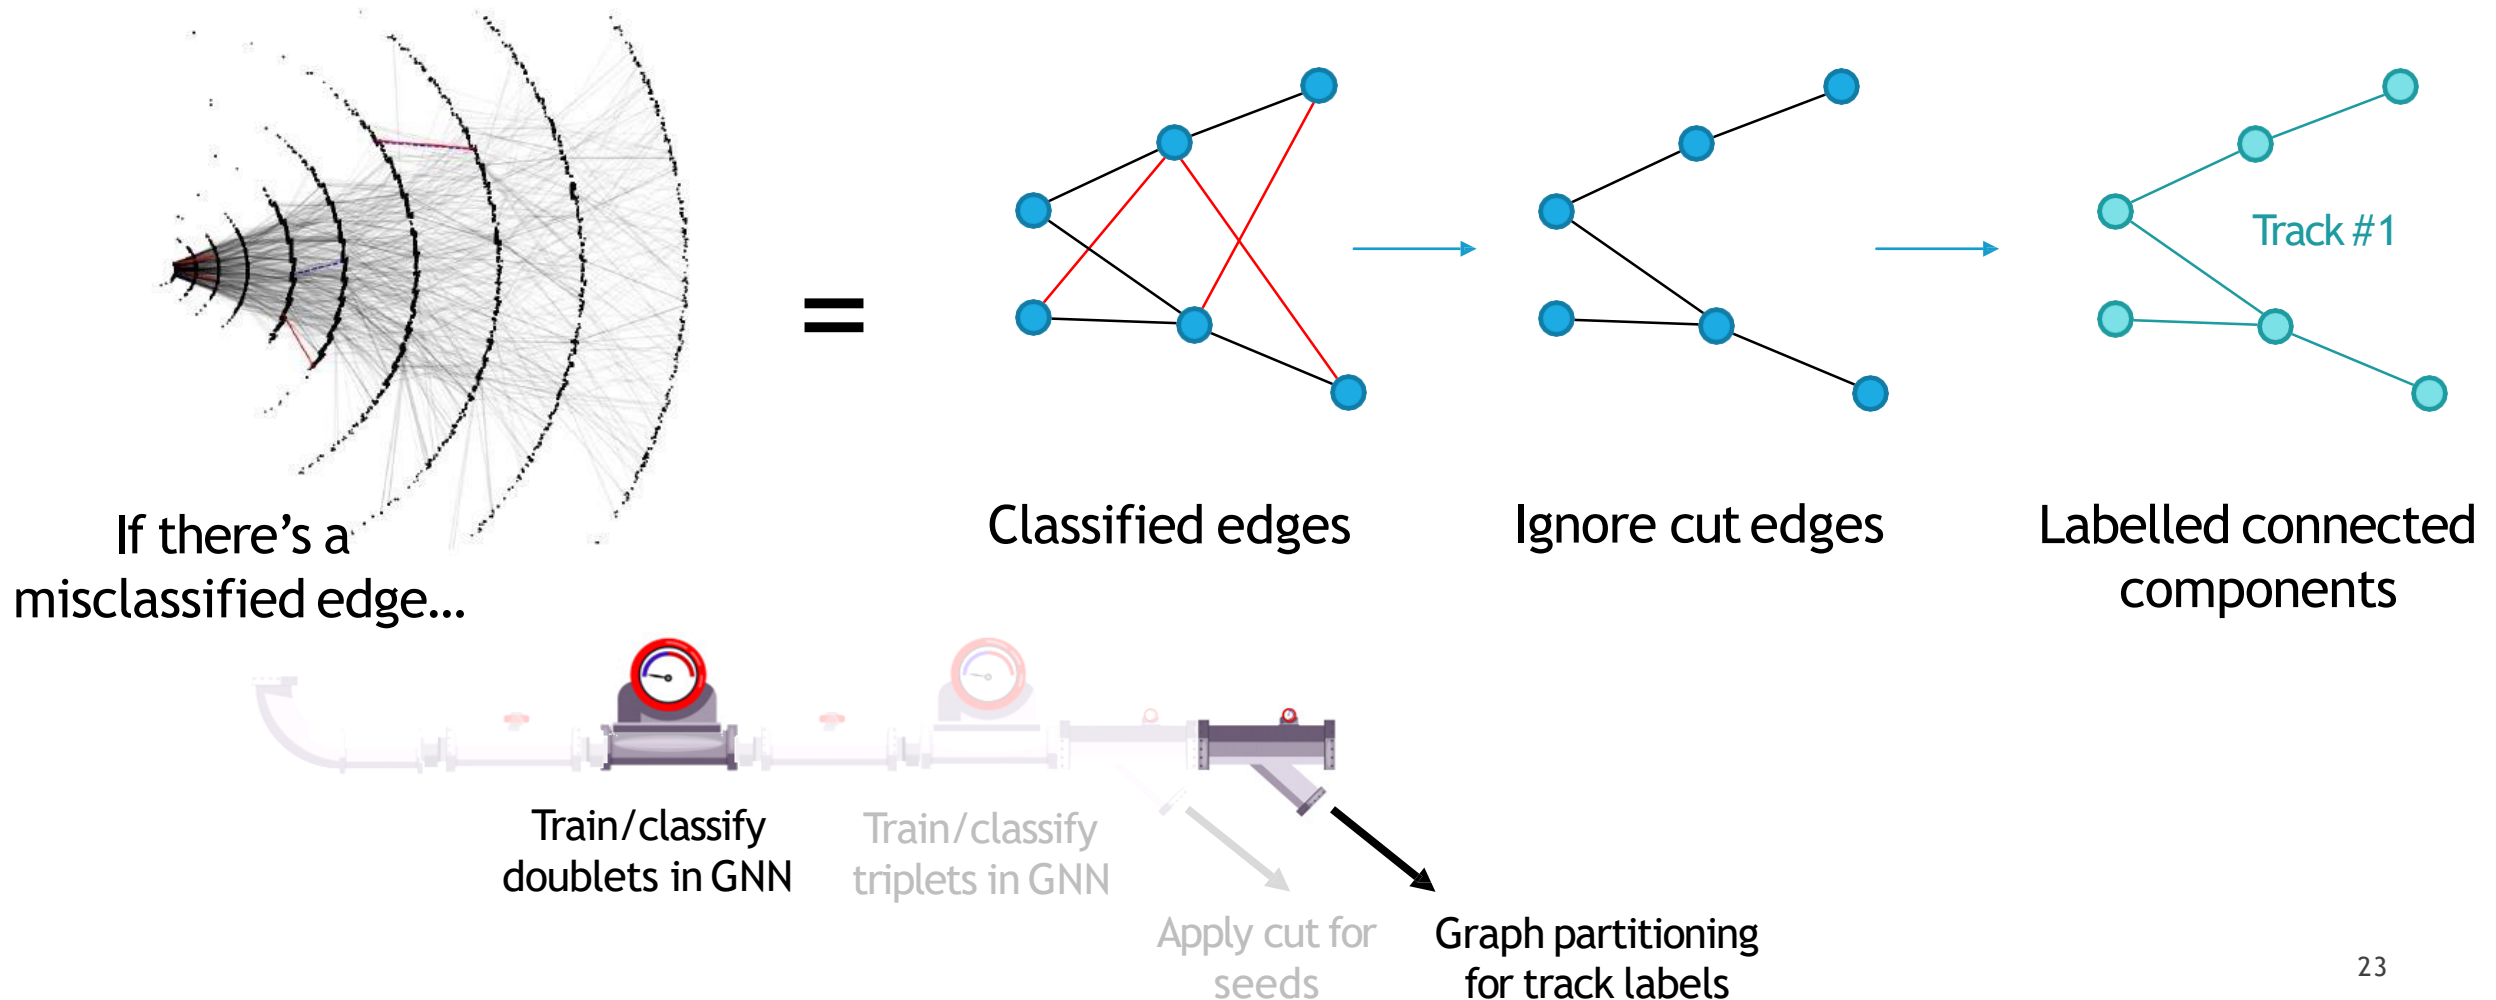 If there’s a
misclassified edge…
=
Classified edges
Ignore cut edges
Track #1
Labelled connected
components
Train/classify
doublets in GNN
Train/classify
triplets in GNN
Apply cut for
seeds
Graph partitioning
for track labels
23